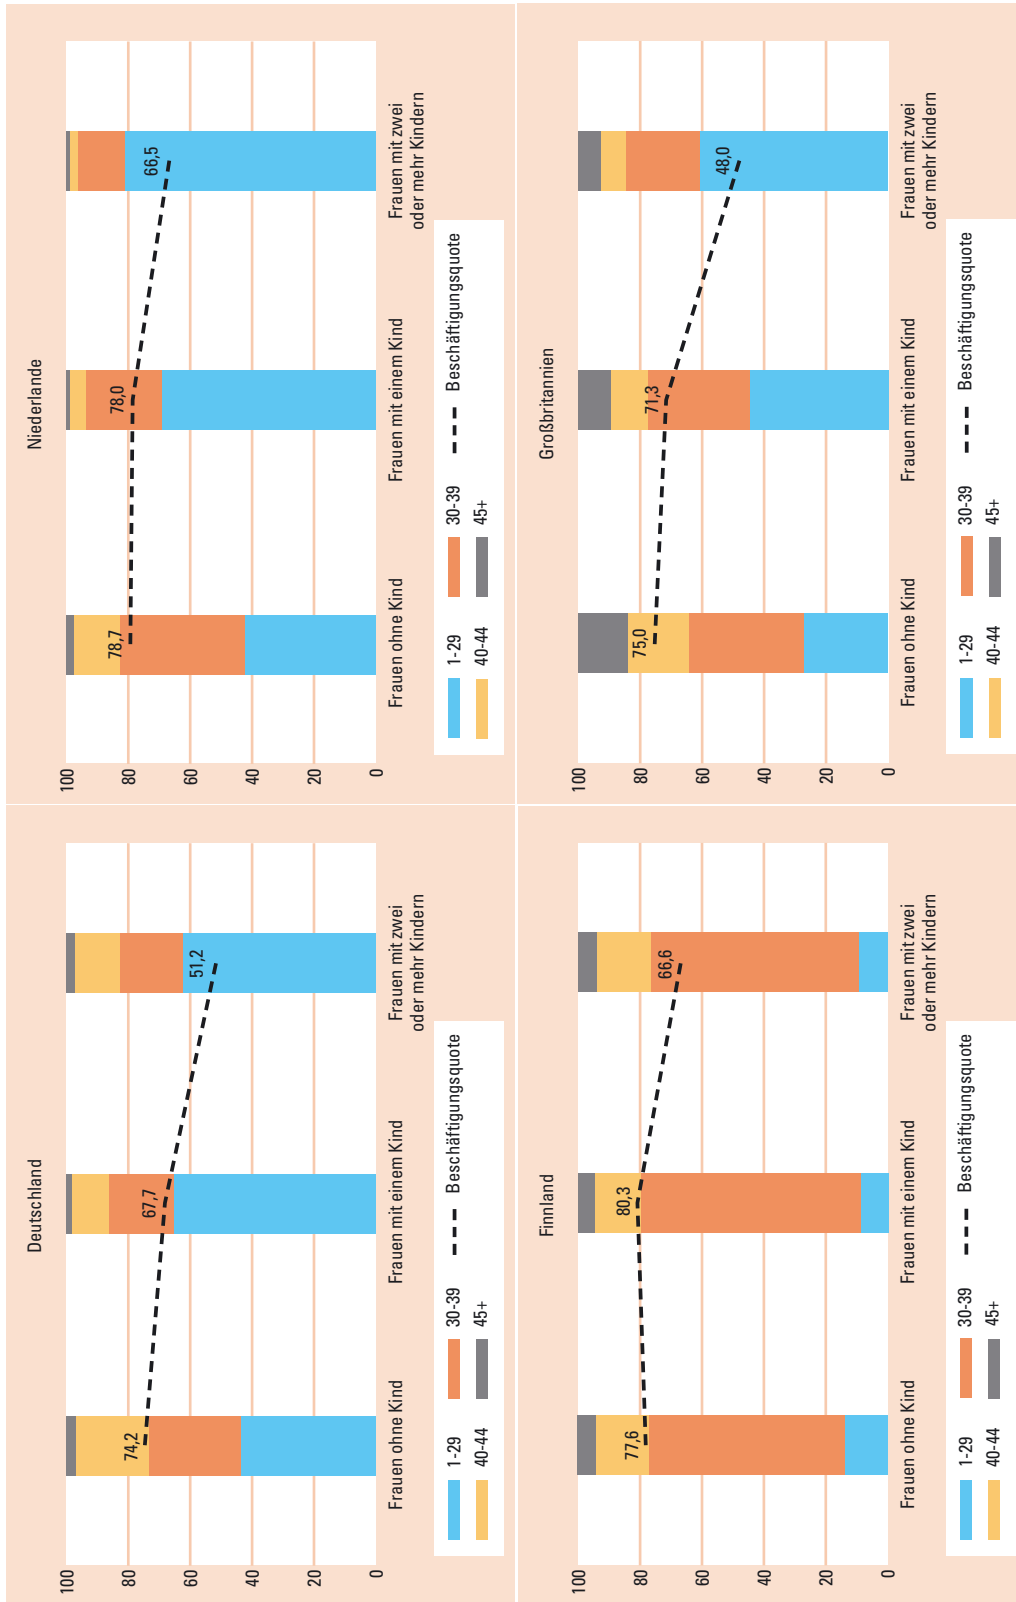 Deutschland
100
80
60
40
20
0
74,2
67,7
51,2
Frauen ohne Kind
Frauen mit einem Kind
Frauen mit zwei
oder mehr Kindern
1-29
30-39
Beschäftigungsquote
40-44
45+
Niederlande
100
80
60
40
20
0
78,7
78,0
66,5
Frauen ohne Kind
Frauen mit einem Kind
Frauen mit zwei
oder mehr Kindern
1-29
30-39
Beschäftigungsquote
40-44
45+
Finnland
100
80
60
40
20
0
77,6
80,3
66,6
Frauen ohne Kind
Frauen mit einem Kind
Frauen mit zwei
oder mehr Kindern
1-29
30-39
Beschäftigungsquote
40-44
45+
Großbritannien
100
80
60
40
20
0
75,0
71,3
48,0
Frauen ohne Kind
Frauen mit einem Kind
Frauen mit zwei
oder mehr Kindern
1-29
30-39
Beschäftigungsquote
40-44
45+